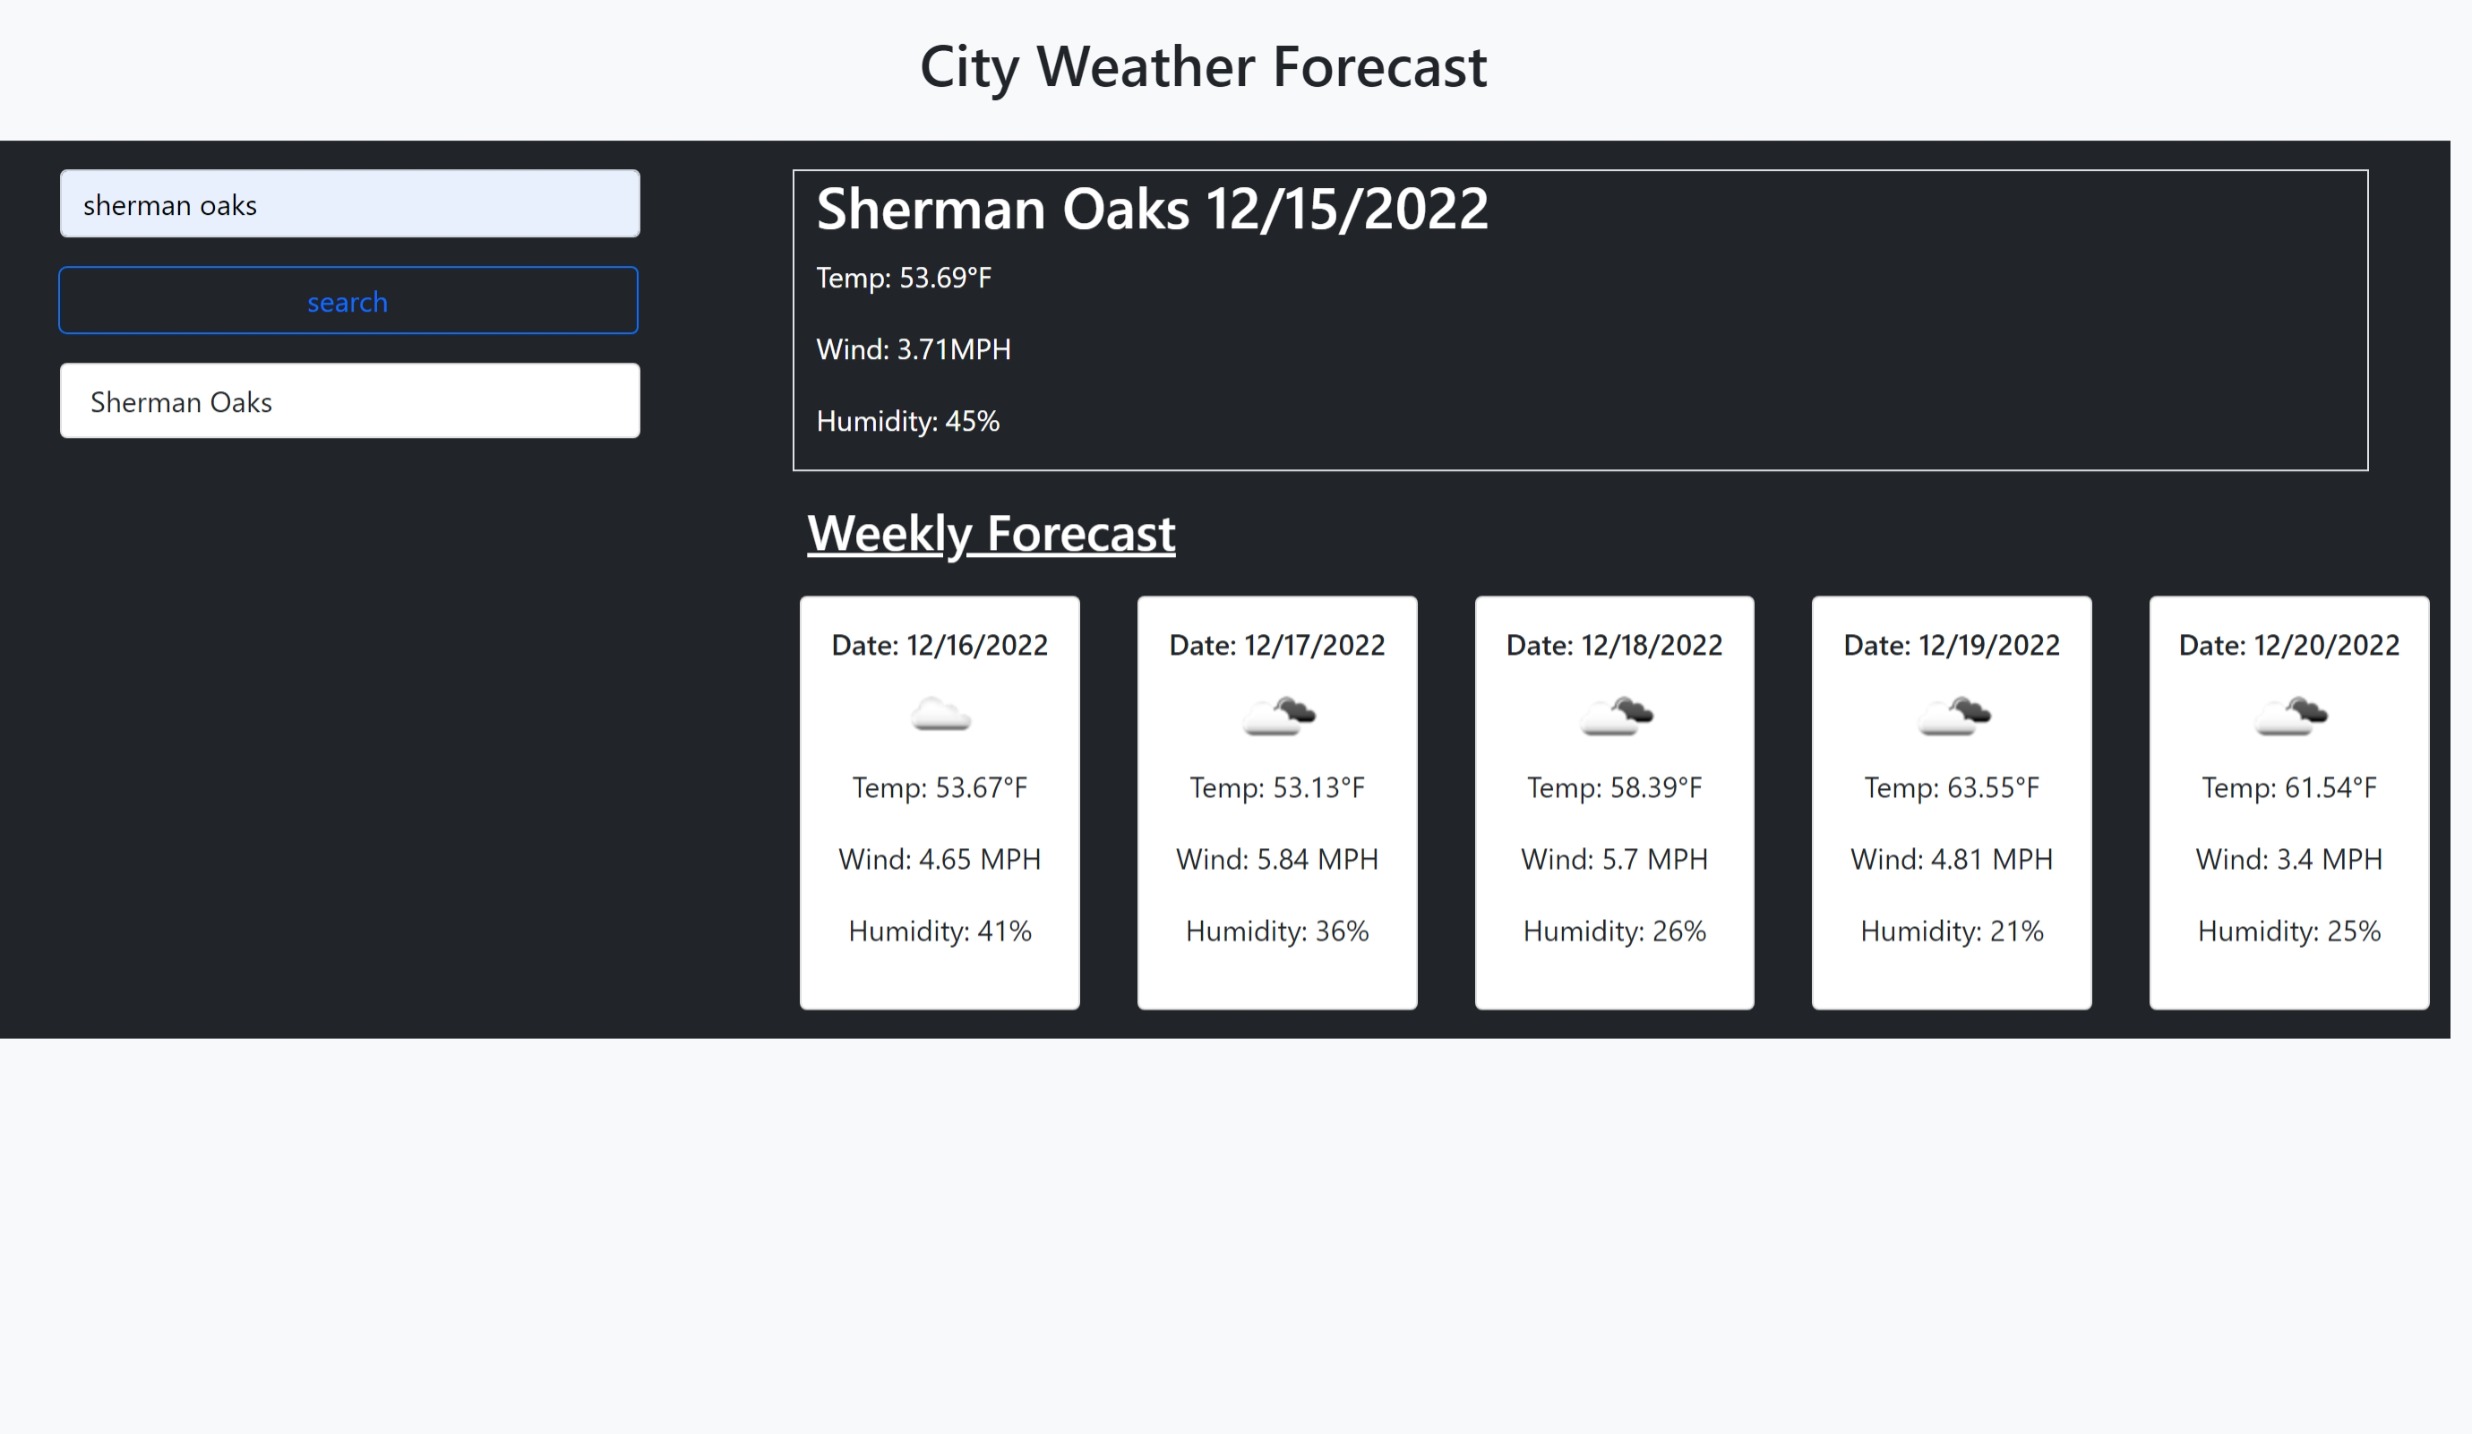 City Weather Forecast
sherman oaks
search
Sherman Oaks
Sherman Oaks 12/15/2022
Temp: 53.69°F
Wind: 3.71MPH
Humidity: 45%
Weekly Forecast
Date: 12/16/2022
Temp: 53.67°F
Wind: 4.65 MPH
Humidity: 41%
Date: 12/17/2022
Temp: 53.13°F
Wind: 5.84 MPH
Humidity: 36%
Date: 12/18/2022
Temp: 58.39°F
Wind: 5.7 MPH
Humidity: 26%
Date: 12/19/2022
Temp: 63.55°F
Wind: 4.81 MPH
Humidity: 21%
Date: 12/20/2022
Temp: 61.54°F
Wind: 3.4 MPH
Humidity: 25%